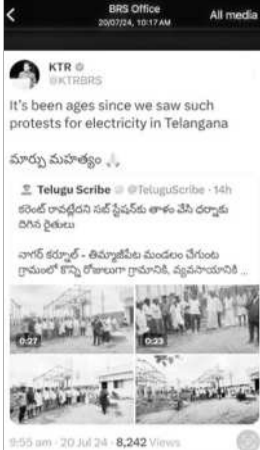 BRS Office
20/07/24, 10:17 AM
All media
KTR
@KTRBRS
It's been ages since we saw such
protests for electricity in Telangana
మార్పు మహత్యం 🙏
Telugu Scribe @TeluguScribe · 14h
కరెంట్ రావట్లేదని సబ్ స్టేషన్‌కు తాళం వేసి ధర్నాకు
దిగిన రైతులు
నాగర్ కర్నూల్ - తిమ్మాజీపేట మండలం చేగుంట
గ్రామంలో కొన్ని రోజులుగా గ్రామానికి, వ్యవసాయానికి ...
0:27
0:23
9:55 am · 20 Jul 24 · 8,242 Views